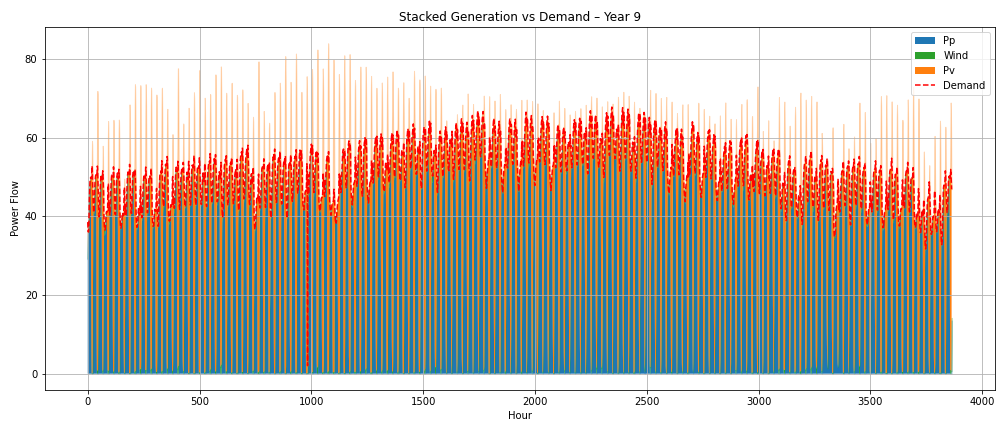 Stacked Generation vs Demand – Year 9
Pp
Wind
Pv
Demand
80
60
40
20
0
Power Flow
0 500 1000 1500 2000 2500 3000 3500 4000
Hour